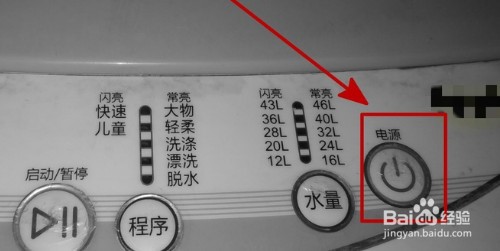 闪亮 常亮
快速 大物
儿童 轻柔
洗涤
漂洗
脱水
启动/暂停
程序
闪亮 常亮
43L 46L
36L 40L
28L 32L
20L 24L
12L 16L
水量
电源
Baidu经验
jingyan.baidu.com